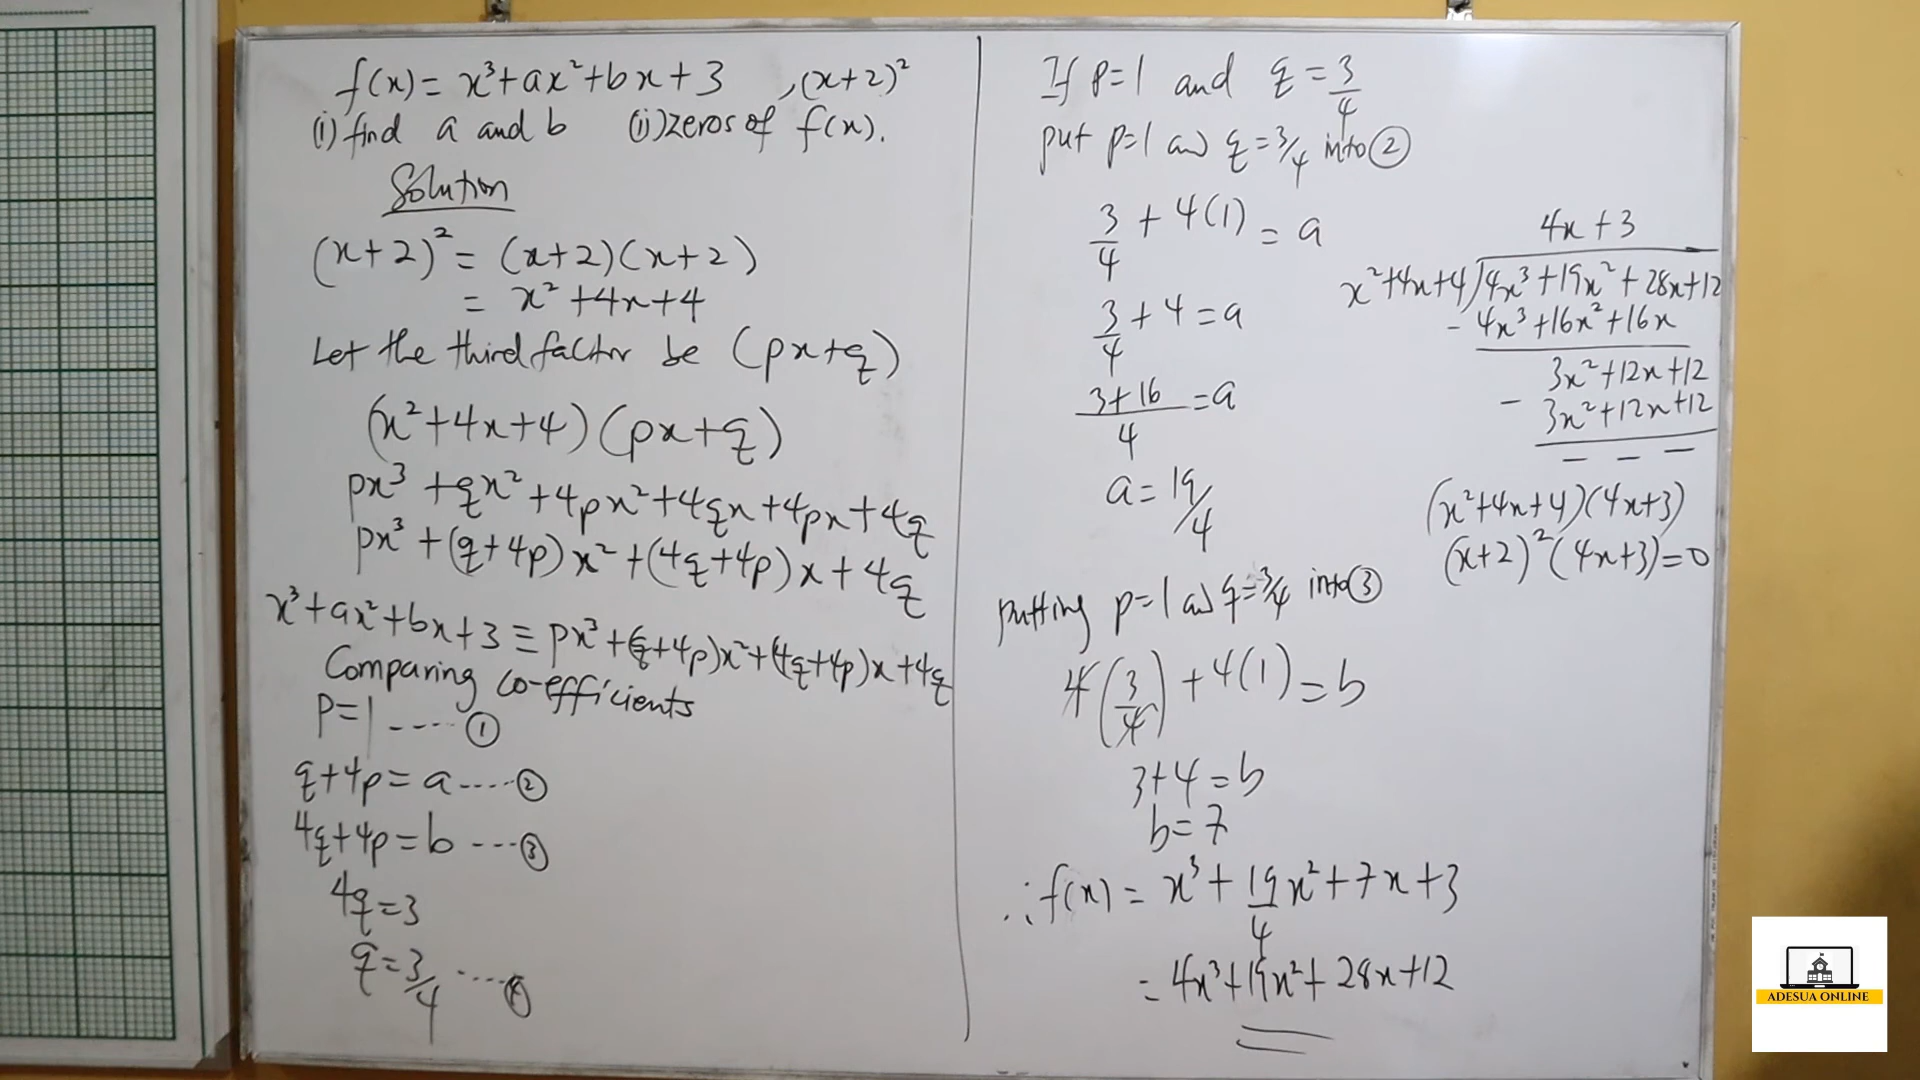 f(x) = x³+ax²+bx+3 , (x+2)²
(i) find a and b (ii) zeros of f(x).
Solution
(x+2)² = (x+2)(x+2)
= x²+4x+4
Let the third factor be (px+q)
(x²+4x+4)(px+q)
px³+qx²+4px²+4qx+4px+4q
px³+(q+4p)x²+(4q+4p)x+4q
x³+ax²+bx+3 ≡ px³+(q+4p)x²+(4q+4p)x+4q
Comparing co-efficients
P=1 ---- ①
q+4p=a ---- ②
4q+4p=b ---③
4q=3
q=3/4 ----
If P=1 and q=3/4
put p=1 and q=3/4 into ②
3/4 + 4(1) = a
3/4 + 4 = a
3+16/4 = a
a = 19/4
putting p=1 and q=3/4 into ③
4(3/4)+4(1)=b
3+4=b
b=7
∴ f(x) = x³+19/4x²+7x+3
= 4x³+19x²+28x+12
4x+3
x²+4x+4)4x³+19x²+28x+12
- 4x³+16x²+16x
3x²+12x+12
- 3x²+12x+12
- - -
(x²+4x+4)(4x+3)
(x+2)²(4x+3)=0
ADESUA ONLINE